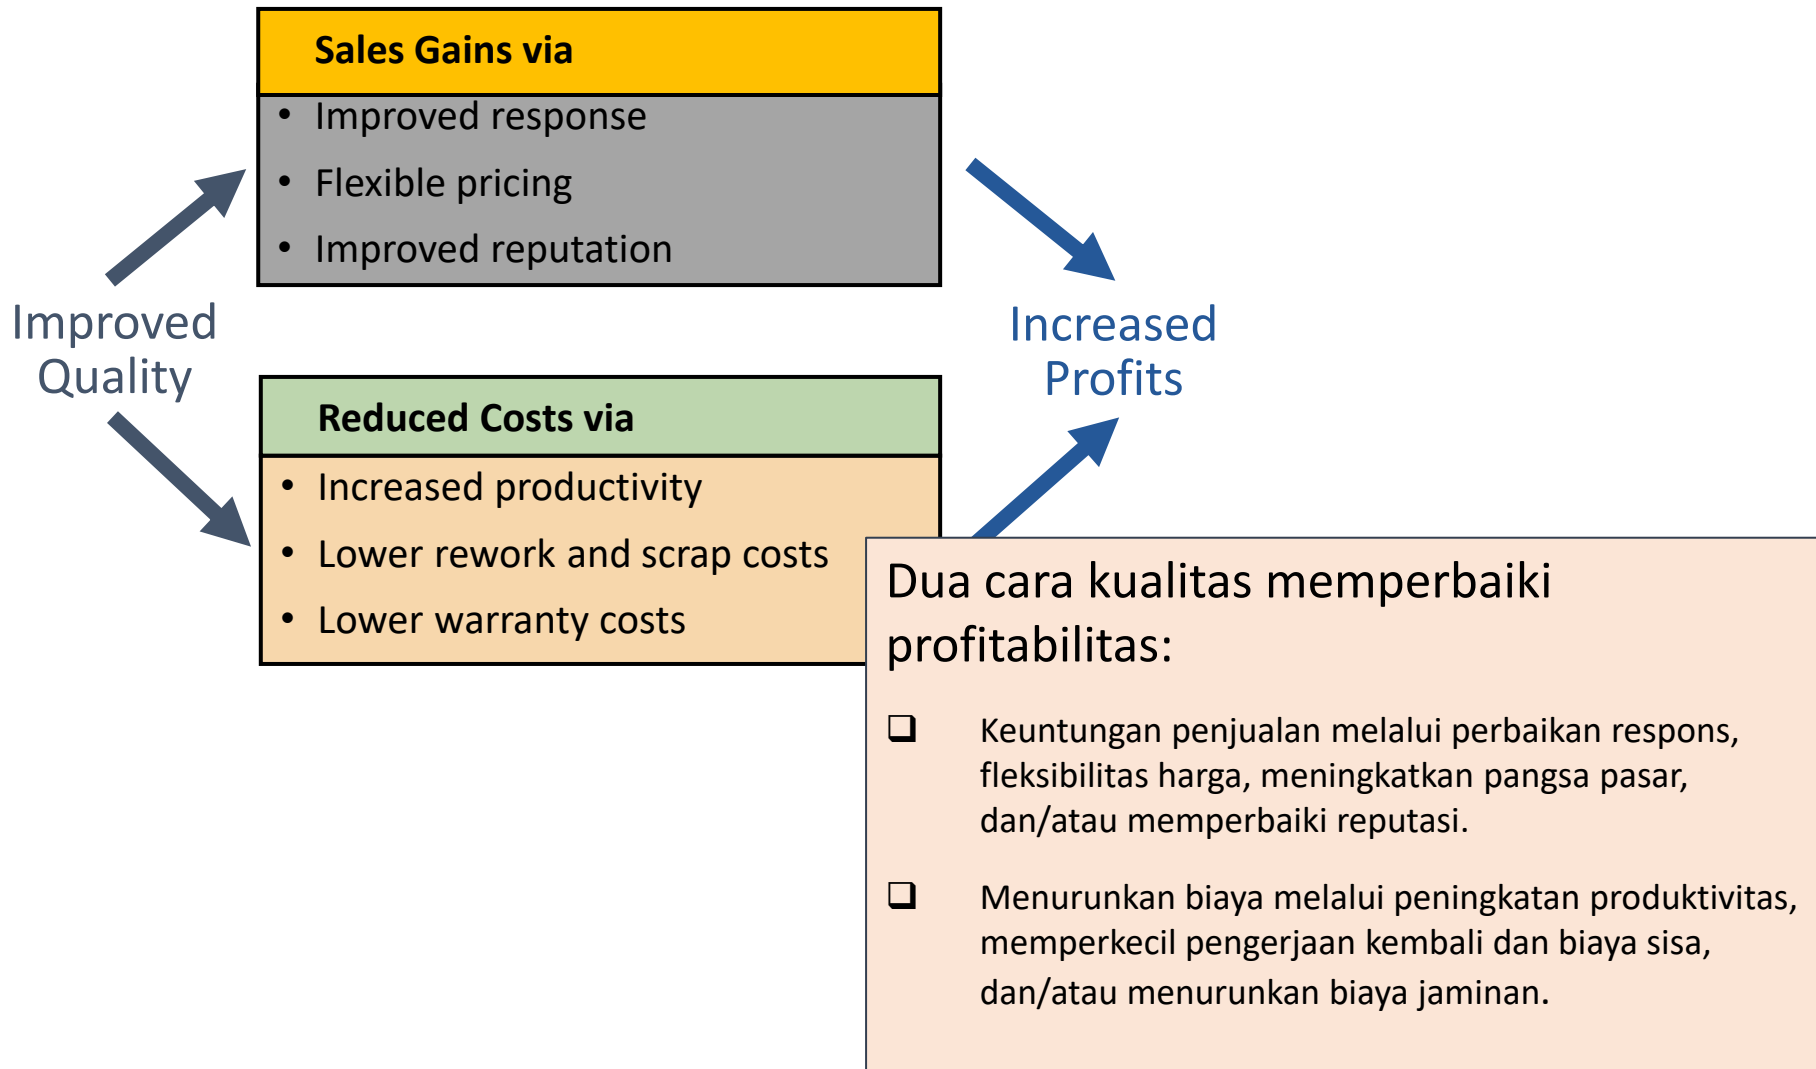 Sales Gains via
• Improved response
• Flexible pricing
• Improved reputation
Improved
Quality
Increased
Profits
Reduced Costs via
• Increased productivity
• Lower rework and scrap costs
• Lower warranty costs
Dua cara kualitas memperbaiki
profitabilitas:
❑ Keuntungan penjualan melalui perbaikan respons,
fleksibilitas harga, meningkatkan pangsa pasar,
dan/atau memperbaiki reputasi.
❑ Menurunkan biaya melalui peningkatan produktivitas,
memperkecil pengerjaan kembali dan biaya sisa,
dan/atau menurunkan biaya jaminan.